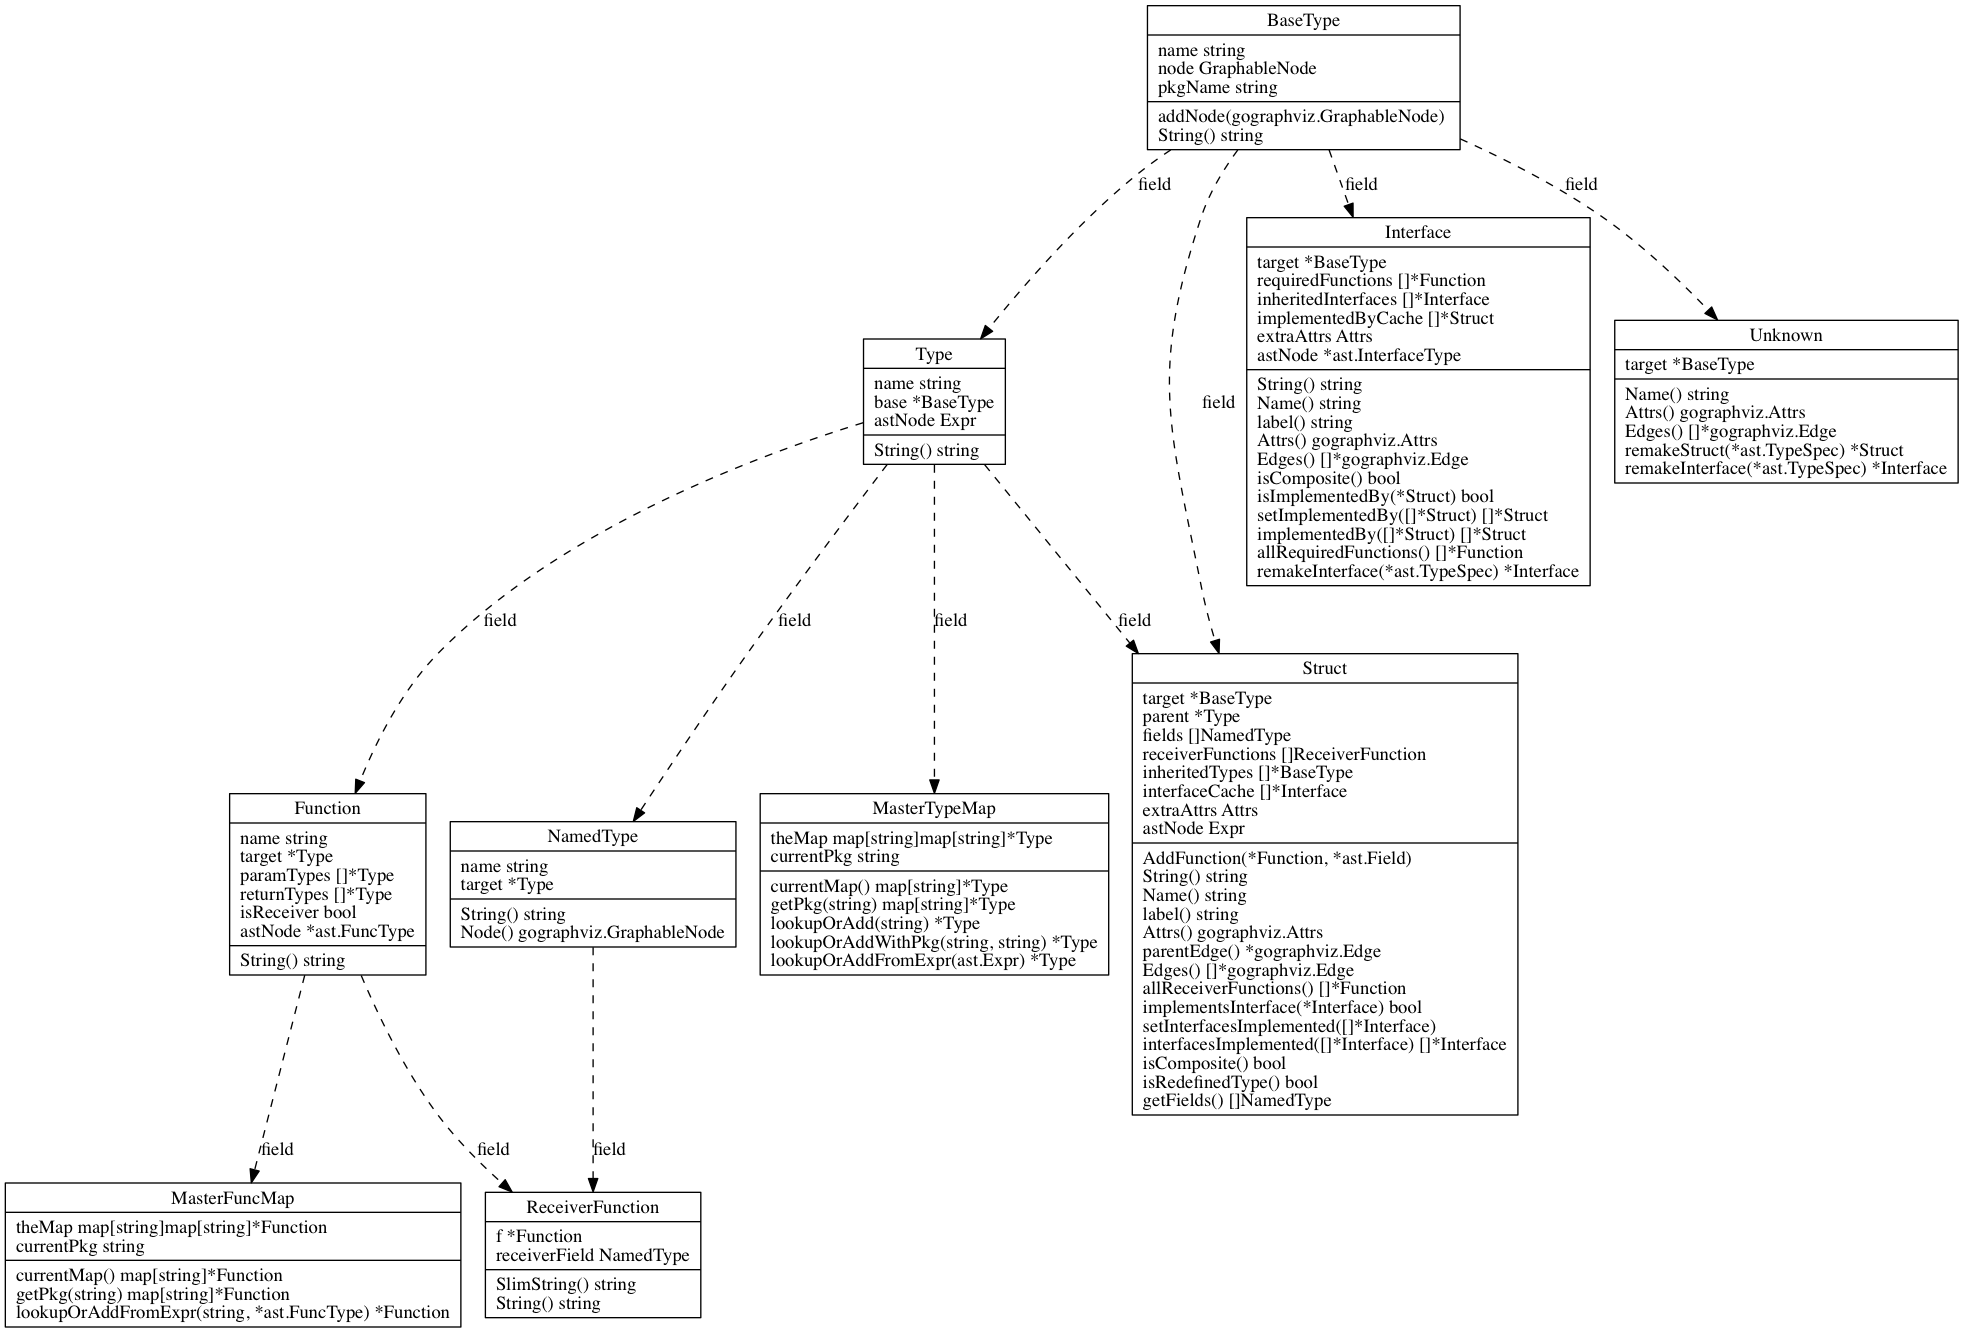 BaseType
name string
node GraphableNode
pkgName string
addNode(gographviz.GraphableNode)
String() string
field
field
field
field
Interface
target *BaseType
requiredFunctions []*Function
inheritedInterfaces []*Interface
implementedByCache []*Struct
extraAttrs Attrs
astNode *ast.InterfaceType
String() string
Name() string
label() string
Attrs() gographviz.Attrs
Edges() []*gographviz.Edge
isComposite() bool
isImplementedBy(*Struct) bool
setImplementedBy([]*Struct) []*Struct
implementedBy([]*Struct) []*Struct
allRequiredFunctions() []*Function
remakeInterface(*ast.TypeSpec) *Interface
Unknown
target *BaseType
Name() string
Attrs() gographviz.Attrs
Edges() []*gographviz.Edge
remakeStruct(*ast.TypeSpec) *Struct
remakeInterface(*ast.TypeSpec) *Interface
Type
name string
base *BaseType
astNode Expr
String() string
field
field
field
field
Struct
target *BaseType
parent *Type
fields []NamedType
receiverFunctions []ReceiverFunction
inheritedTypes []*BaseType
interfaceCache []*Interface
extraAttrs Attrs
astNode Expr
AddFunction(*Function, *ast.Field)
String() string
Name() string
label() string
Attrs() gographviz.Attrs
parentEdge() *gographviz.Edge
Edges() []*gographviz.Edge
allReceiverFunctions() []*Function
implementsInterface(*Interface) bool
setInterfacesImplemented([]*Interface)
interfacesImplemented([]*Interface) []*Interface
isComposite() bool
isRedefinedType() bool
getFields() []NamedType
Function
name string
target *Type
paramTypes []*Type
returnTypes []*Type
isReceiver bool
astNode *ast.FuncType
String() string
NamedType
name string
target *Type
String() string
Node() gographviz.GraphableNode
MasterTypeMap
theMap map[string]map[string]*Type
currentPkg string
currentMap() map[string]*Type
getPkg(string) map[string]*Type
lookupOrAdd(string) *Type
lookupOrAddWithPkg(string, string) *Type
lookupOrAddFromExpr(ast.Expr) *Type
field
field
field
MasterFuncMap
theMap map[string]map[string]*Function
currentPkg string
currentMap() map[string]*Function
getPkg(string) map[string]*Function
lookupOrAddFromExpr(string, *ast.FuncType) *Function
ReceiverFunction
f *Function
receiverField NamedType
SlimString() string
String() string